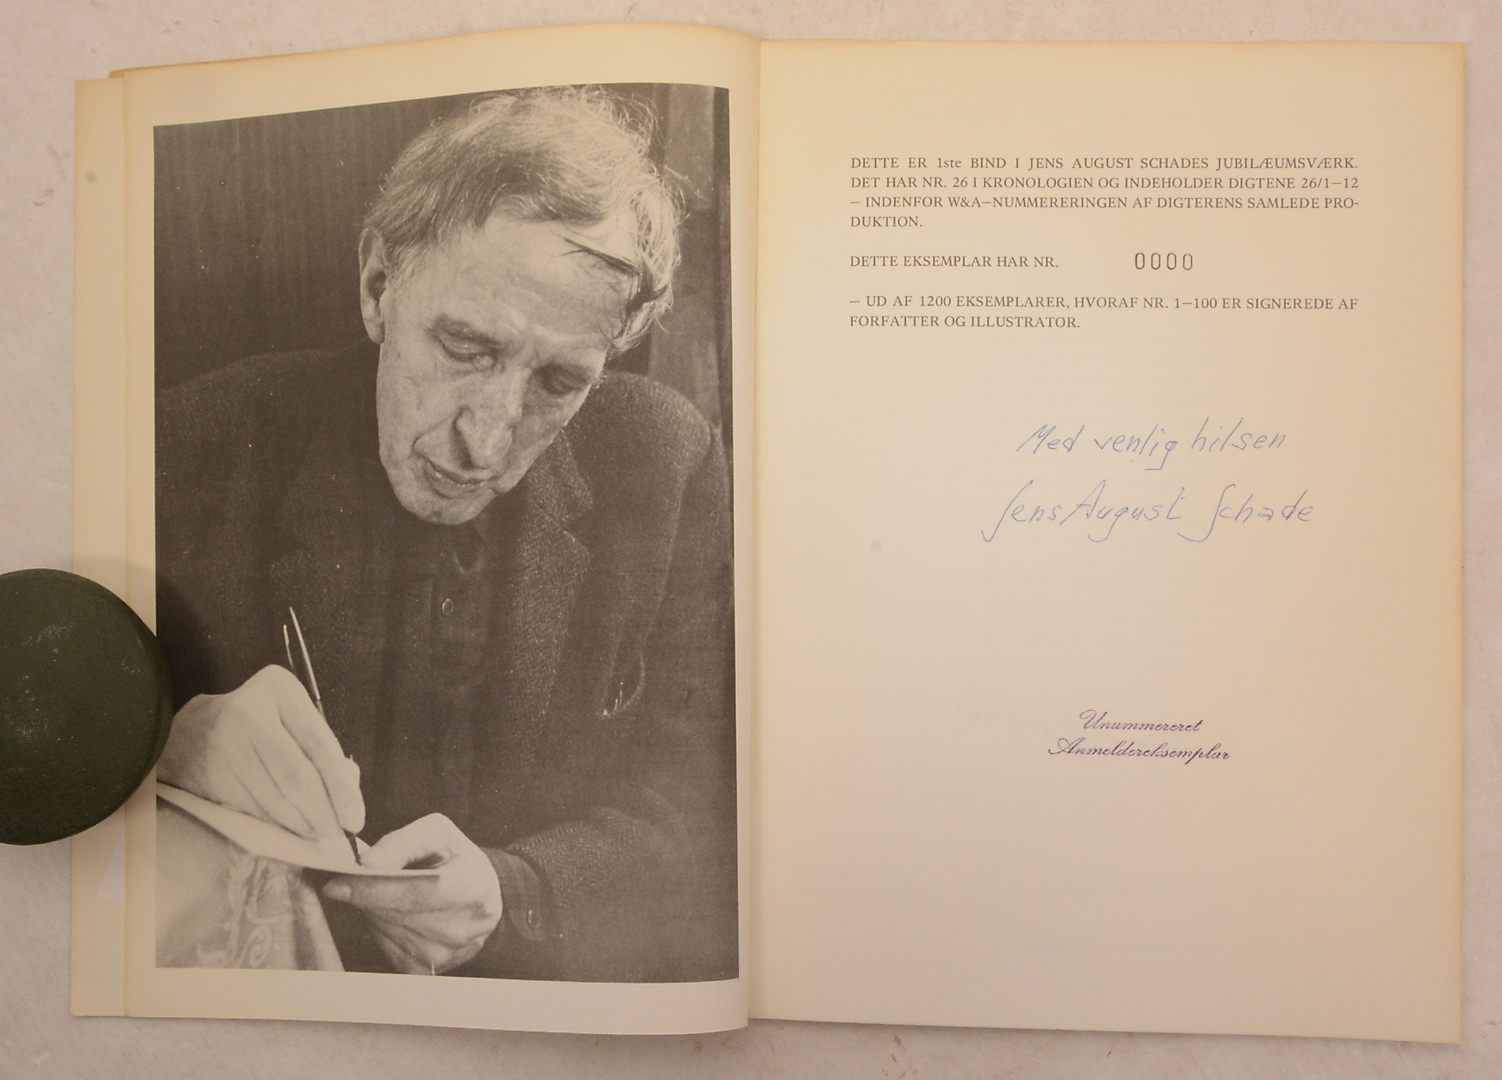 DETTE ER 1ste BIND I JENS AUGUST SCHADES JUBILÆUMSVÆRK.
DET HAR NR. 26 I KRONOLOGIEN OG INDEHOLDER DIGTENE 26/1—12
— INDENFOR W&A—NUMMERERINGEN AF DIGTERENS SAMLEDE PRO-
DUKTION.
DETTE EKSEMPLAR HAR NR. 0000
— UD AF 1200 EKSEMPLARER, HVORAF NR. 1—100 ER SIGNEREDE AF
FORFATTER OG ILLUSTRATOR.
Med venlig hilsen
Jens August Schade
Unummereret
Anmeldereksemplar